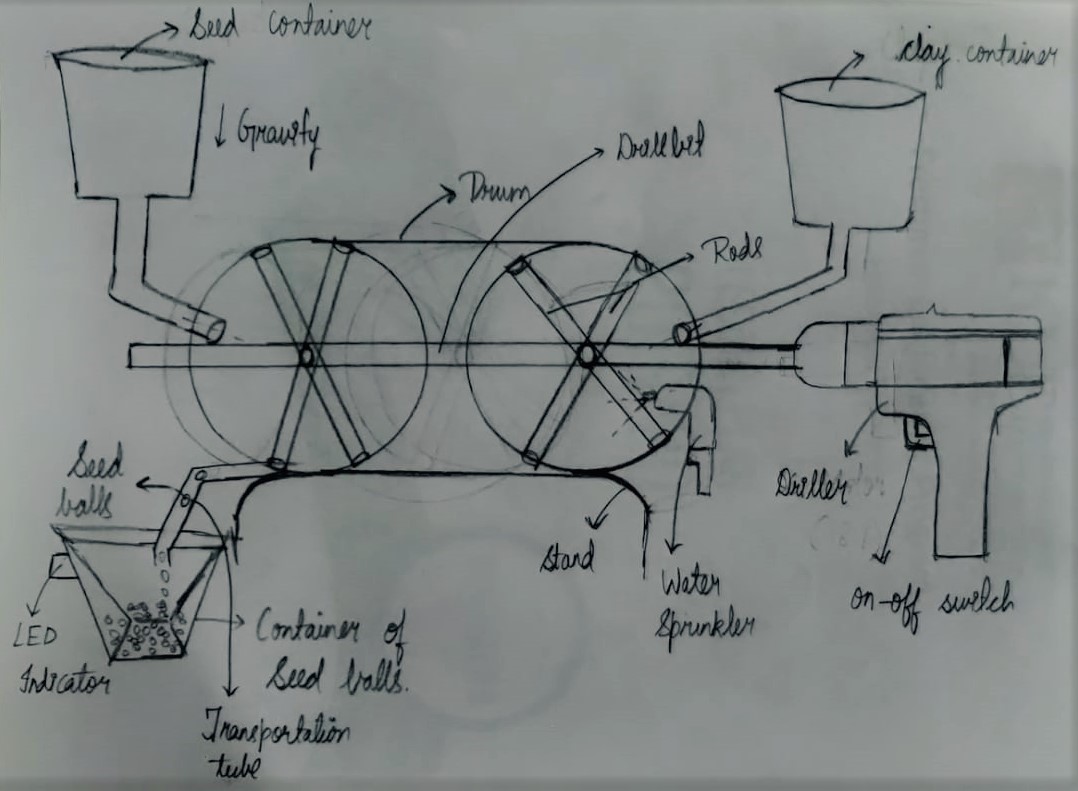 Seed container
clay container
Gravity
Drillbit
Drum
Rods
Seed
balls
Driller
Stand
Water
Sprinkler
on-off switch
LED
Indicator
Container of
Seed balls.
Transportation
tube